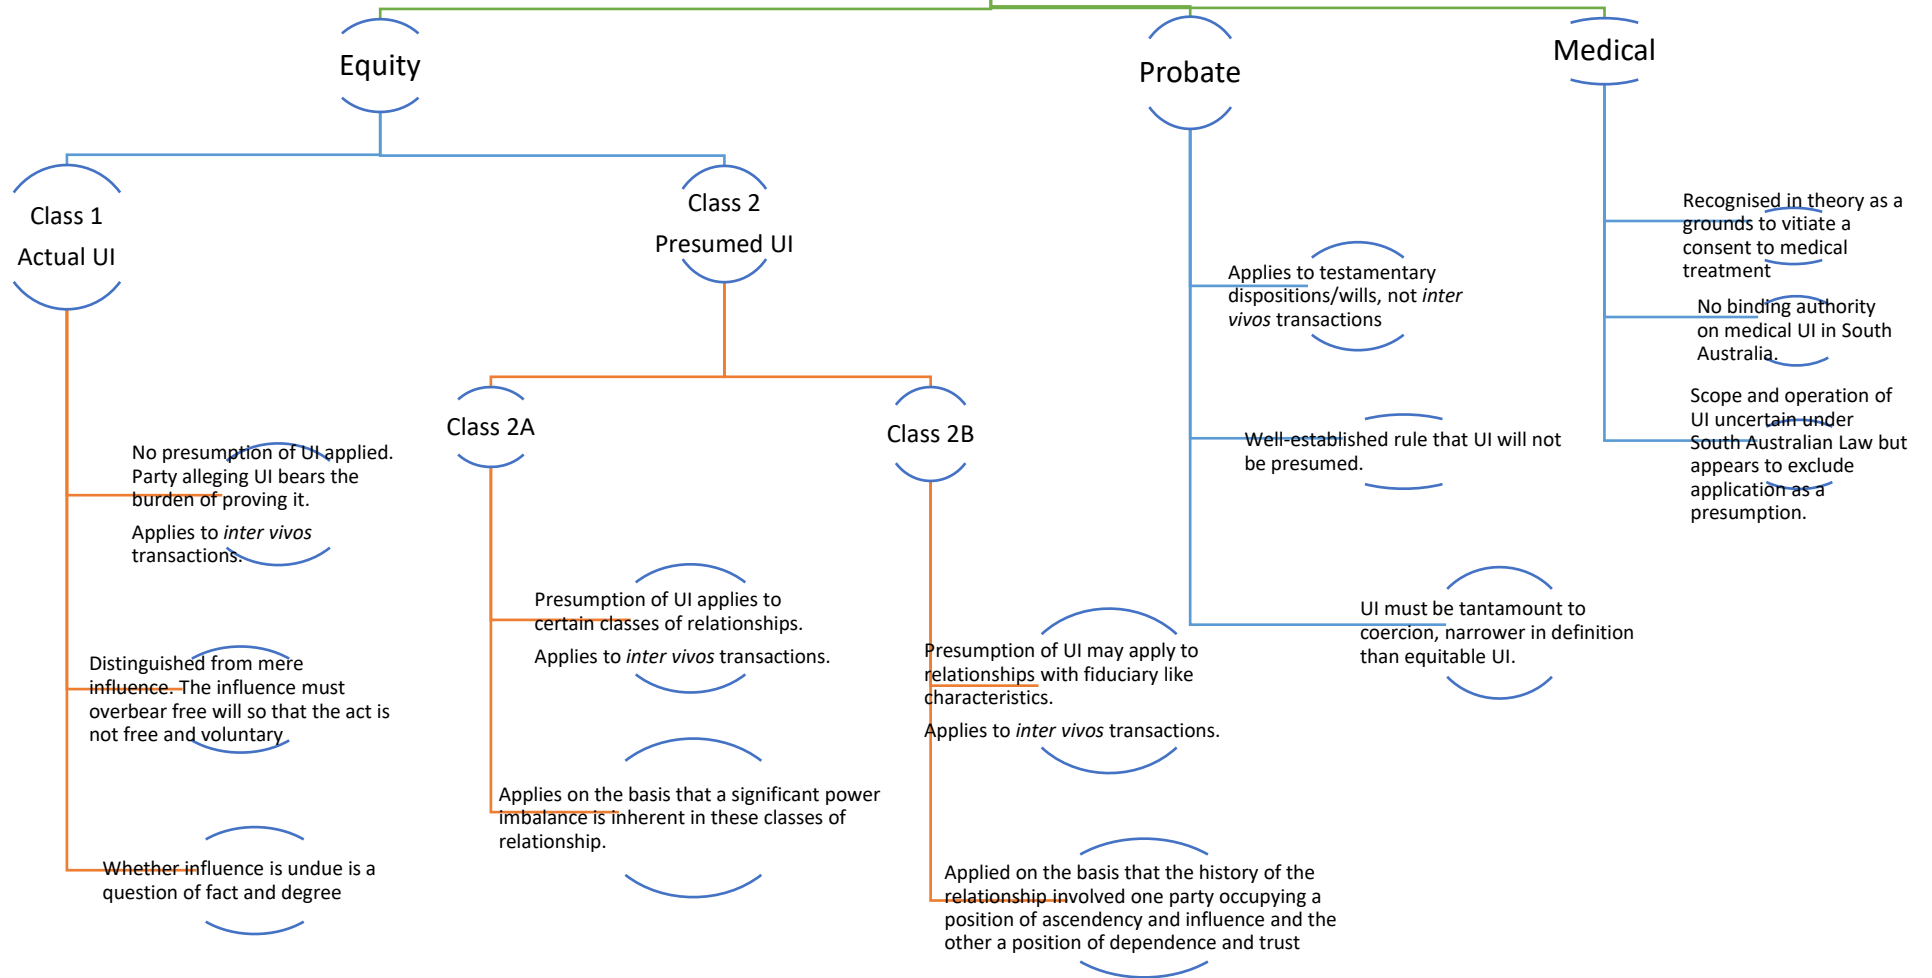 Equity
Probate
Medical
Class 1
Actual UI
Class 2
Presumed UI
No presumption of UI applied.
Party alleging UI bears the
burden of proving it.
Applies to inter vivos
transactions.
Distinguished from mere
influence. The influence must
overbear free will so that the act is
not free and voluntary
Whether influence is undue is a
question of fact and degree
Class 2A
Presumption of UI applies to
certain classes of relationships.
Applies to inter vivos transactions.
Applies on the basis that a significant power
imbalance is inherent in these classes of
relationship.
Class 2B
Presumption of UI may apply to
relationships with fiduciary like
characteristics.
Applies to inter vivos transactions.
Applied on the basis that the history of the
relationship involved one party occupying a
position of ascendency and influence and the
other a position of dependence and trust
Applies to testamentary
dispositions/wills, not inter
vivos transactions
Well-established rule that UI will not
be presumed.
UI must be tantamount to
coercion, narrower in definition
than equitable UI.
Recognised in theory as a
grounds to vitiate a
consent to medical
treatment
No binding authority
on medical UI in South
Australia.
Scope and operation of
UI uncertain under
South Australian Law but
appears to exclude
application as a
presumption.